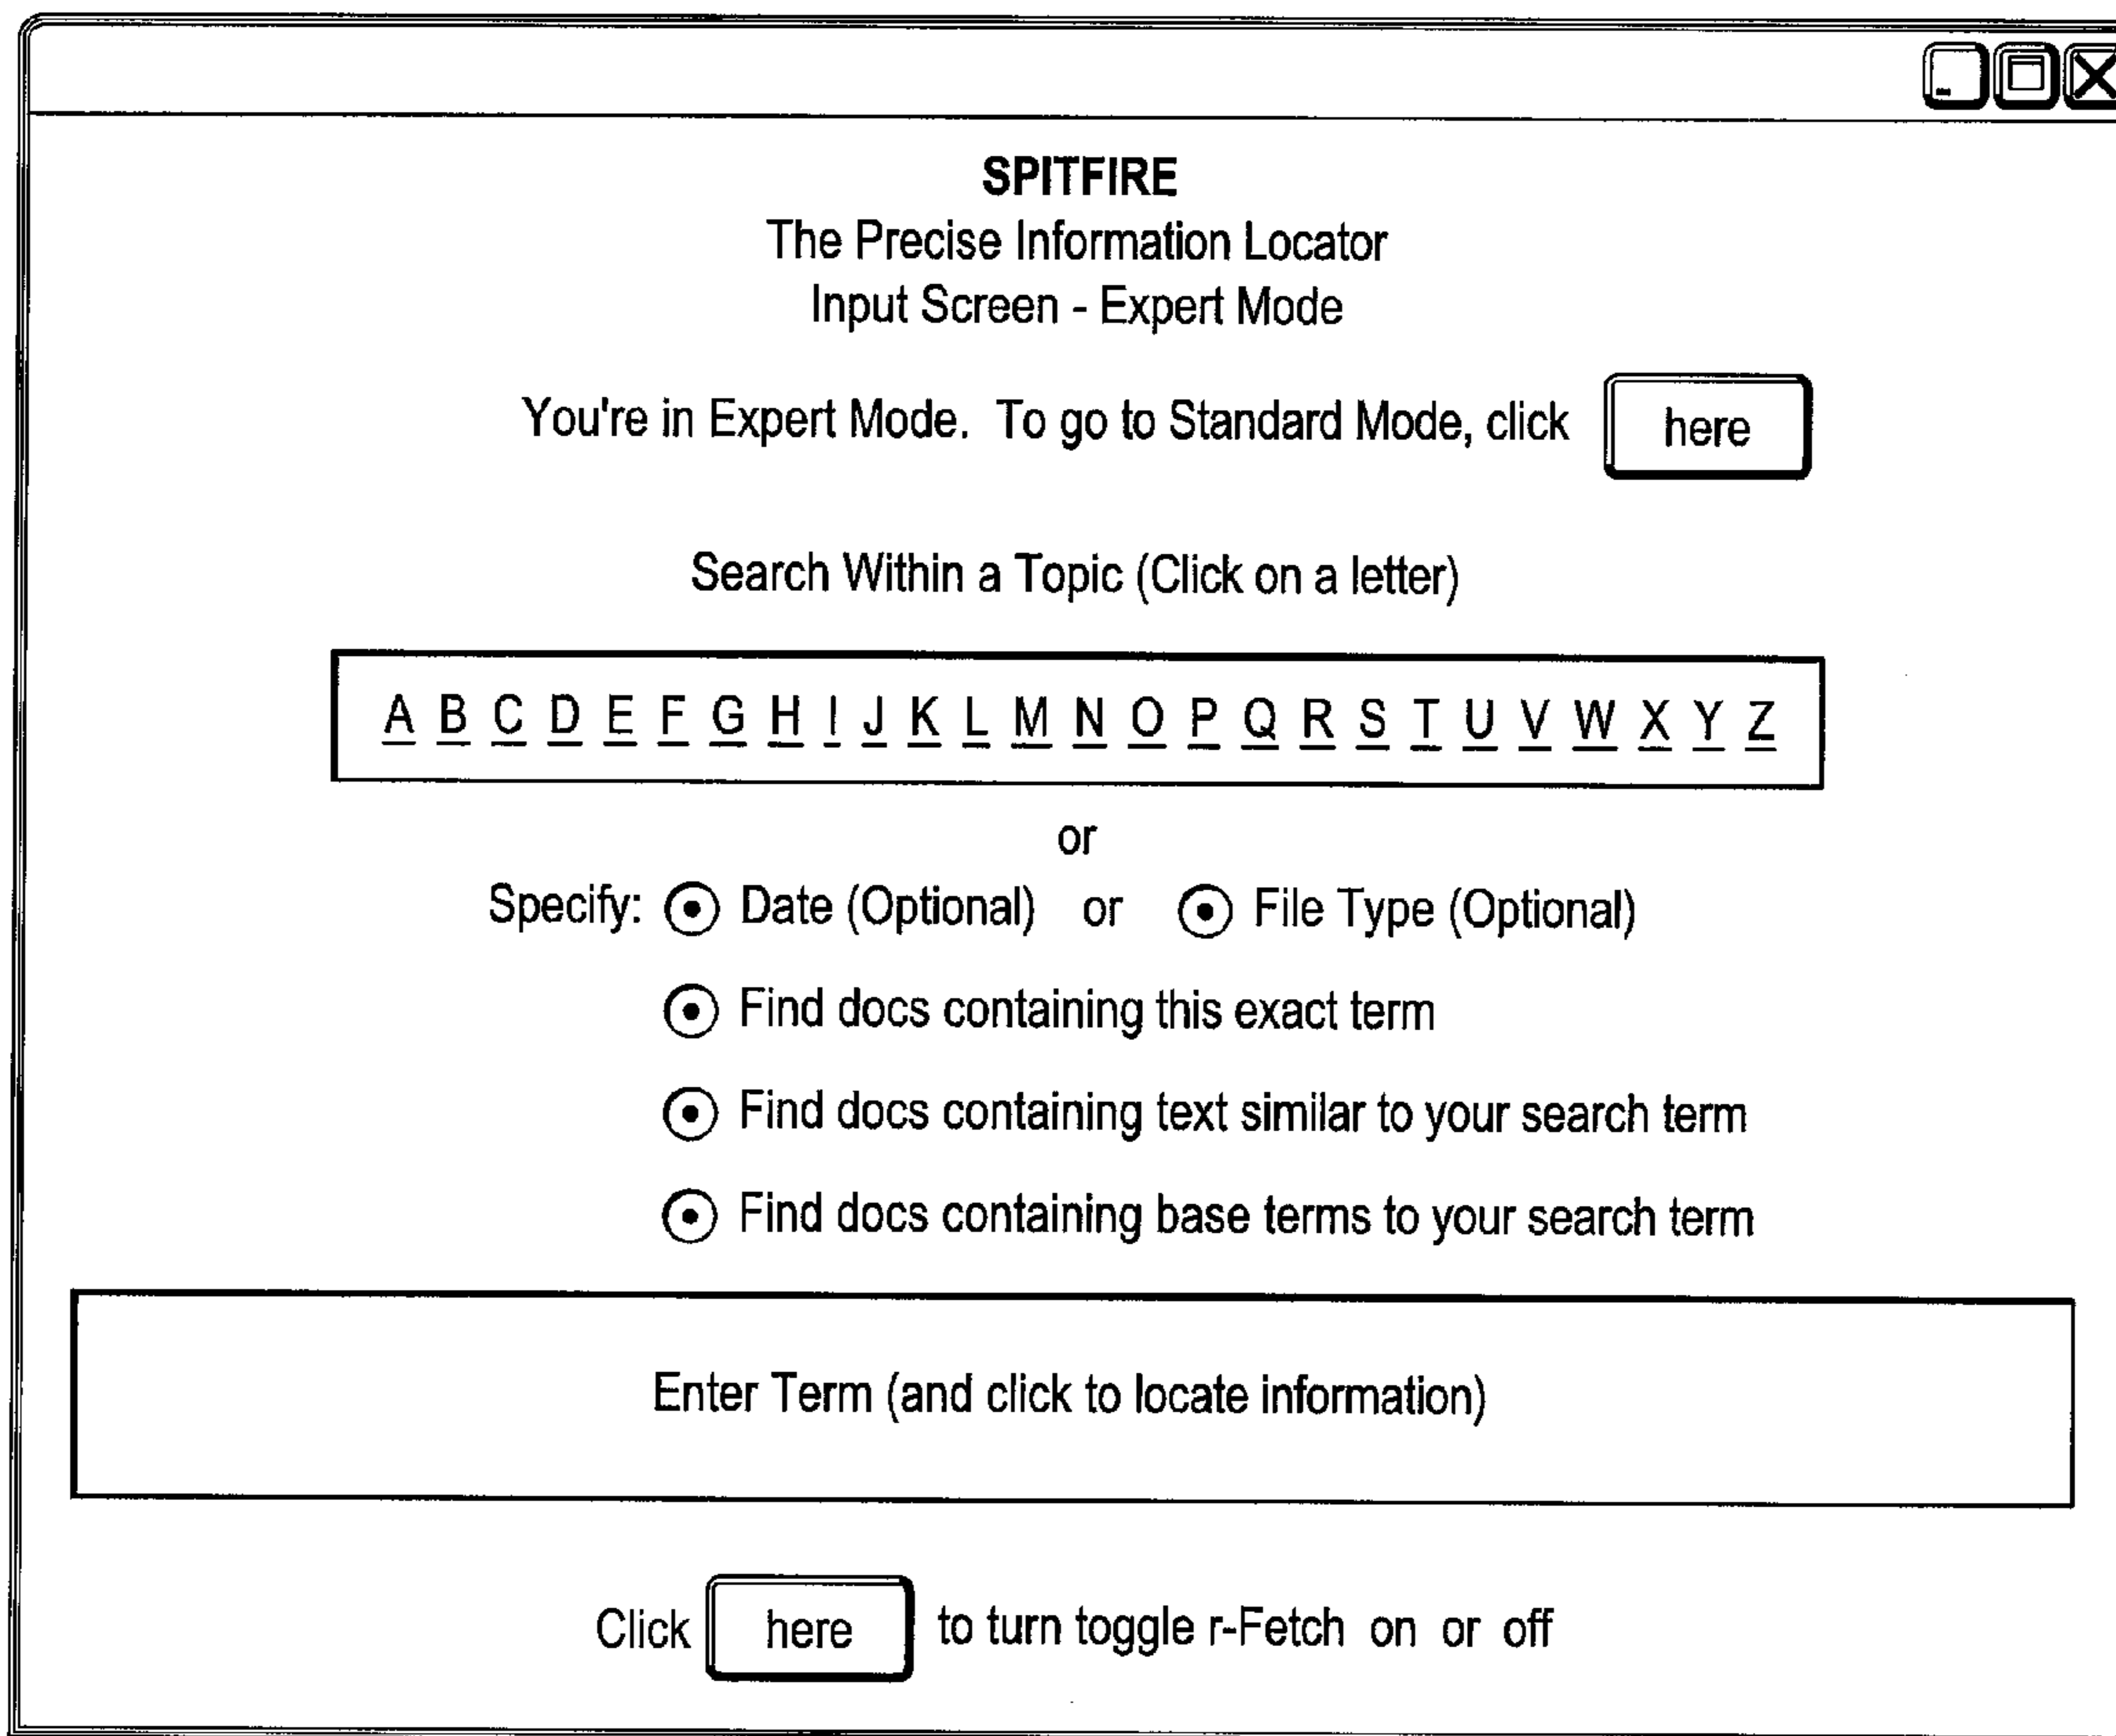 SPITFIRE
The Precise Information Locator
Input Screen - Expert Mode
You're in Expert Mode. To go to Standard Mode, click here
Search Within a Topic (Click on a letter)
A B C D E F G H I J K L M N O P Q R S T U V W X Y Z
or
Specify: Date (Optional) or File Type (Optional)
Find docs containing this exact term
Find docs containing text similar to your search term
Find docs containing base terms to your search term
Enter Term (and click to locate information)
Click here to turn toggle r-Fetch on or off